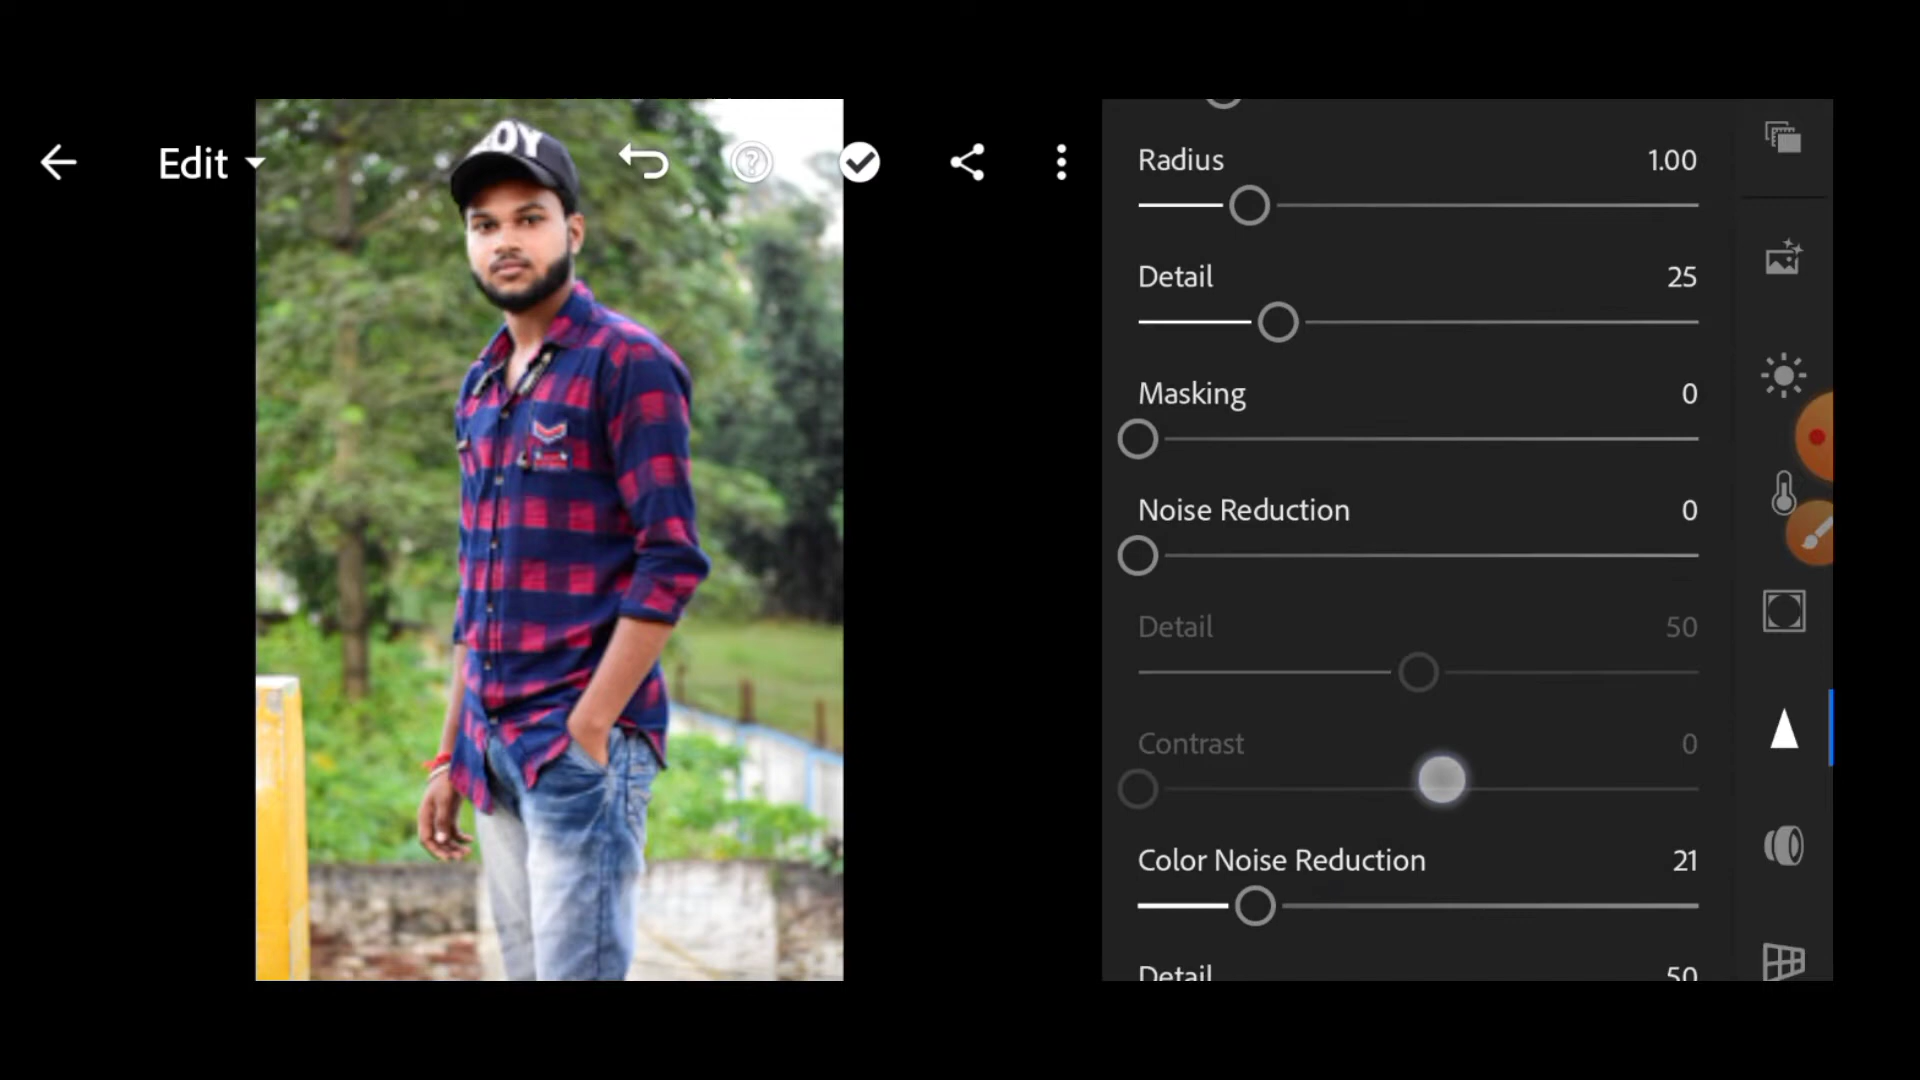 Edit
OY
Radius 1.00
Detail 25
Masking 0
Noise Reduction 0
Detail 50
Contrast 0
Color Noise Reduction 21
Detail 50